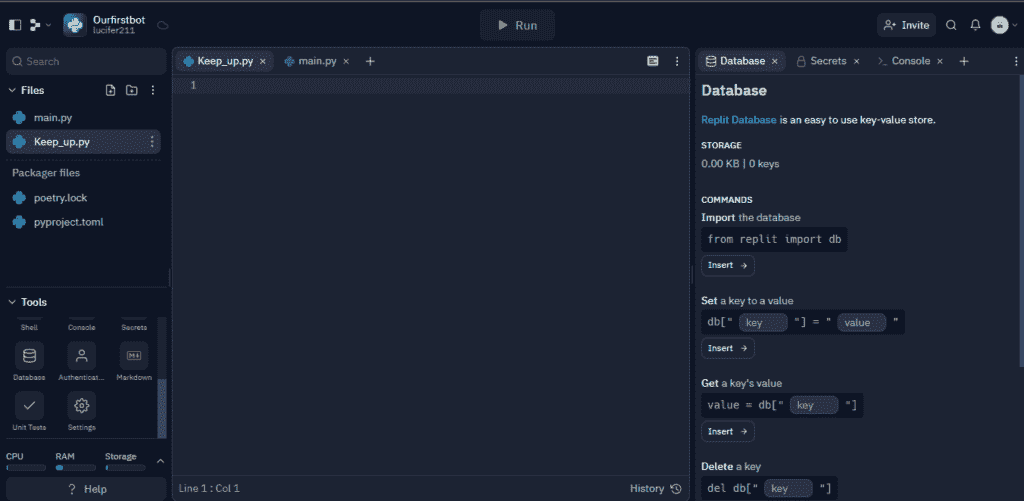 Ourfirstbot
lucifer211
Run
Invite
Search
Files
main.py
Keep_up.py
Packager files
poetry.lock
pyproject.toml
Tools
Shell Console Secrets
Database Authenticat... Markdown
Unit Tests Settings
CPU RAM Storage
? Help
Keep_up.py × main.py × +
1
Line 1 : Col 1
History
Database × Secrets × Console × +
Database
Replit Database is an easy to use key-value store.
STORAGE
0.00 KB | 0 keys
COMMANDS
Import the database
from replit import db
Insert →
Set a key to a value
db[" key "] = " value "
Insert →
Get a key's value
value = db[" key "]
Insert →
Delete a key
del db[" key "]